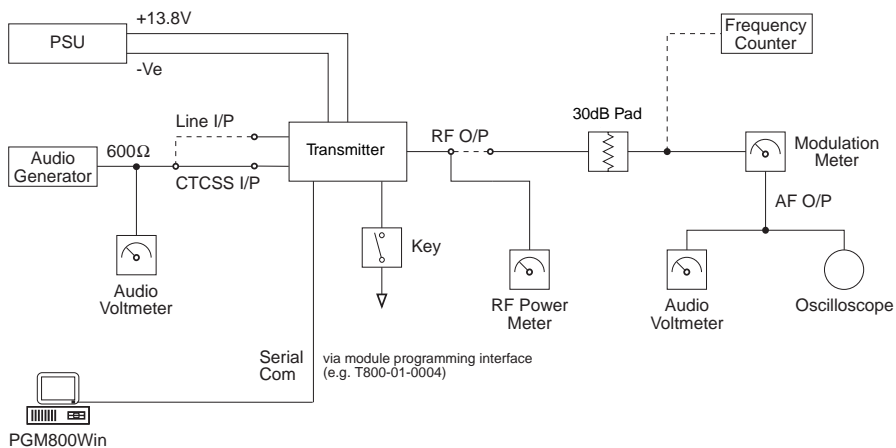 +13.8V
PSU
-Ve
Frequency
Counter
Line I/P
30dB Pad
600Ω
Transmitter
RF O/P
Audio
Generator
CTCSS I/P
Modulation
Meter
AF O/P
Key
Audio
Voltmeter
RF Power
Meter
Audio
Voltmeter
Oscilloscope
Serial
Com
via module programming interface
(e.g. T800-01-0004)
PGM800Win